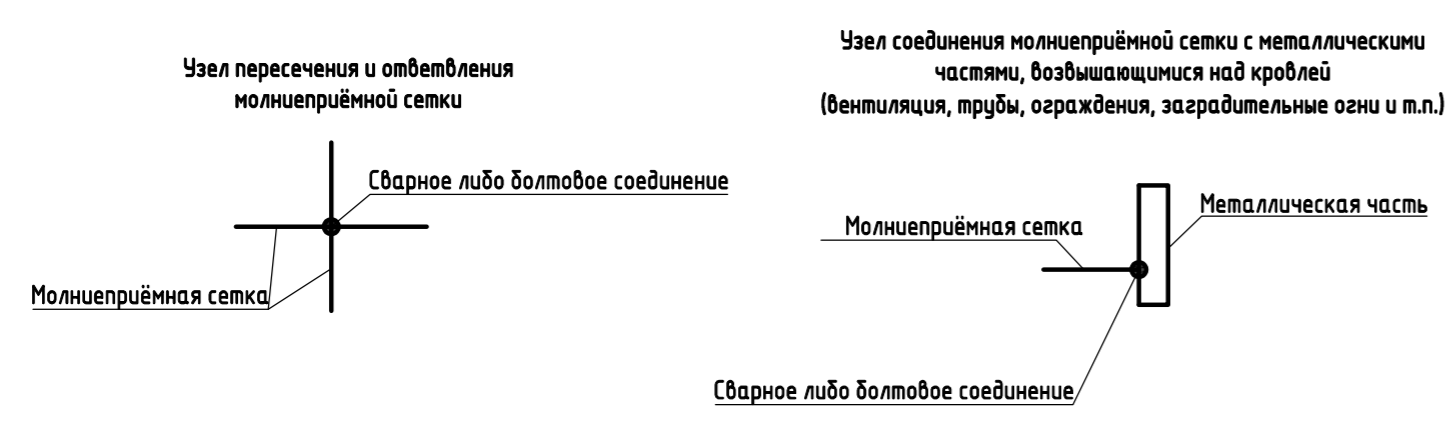 Узел пересечения и ответвления
молниеприёмной сетки
Сварное либо болтовое соединение
Молниеприёмная сетка
Узел соединения молниеприёмной сетки с металлическими
частями, возвышающимися над кровлей
(вентиляция, трубы, ограждения, заградительные огни и т.п.)
Металлическая часть
Молниеприёмная сетка
Сварное либо болтовое соединение